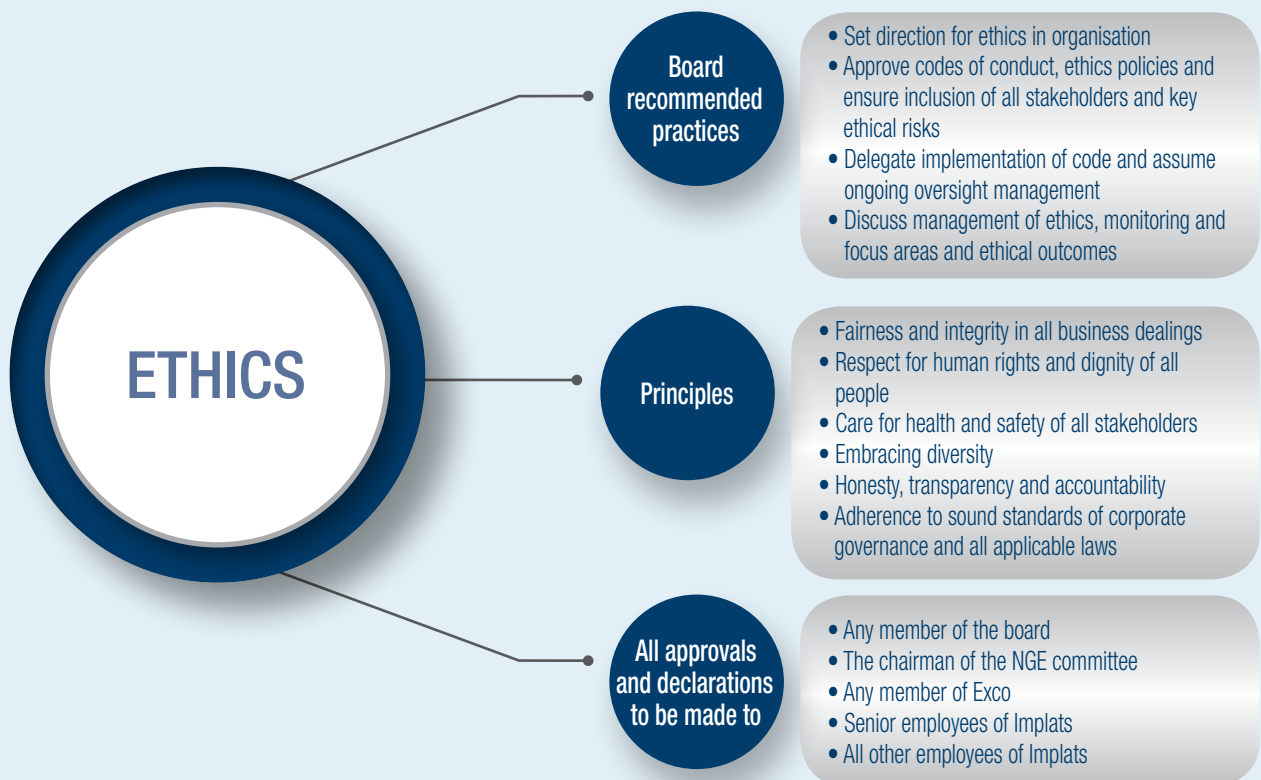 ETHICS
Board
recommended
practices
• Set direction for ethics in organisation
• Approve codes of conduct, ethics policies and
ensure inclusion of all stakeholders and key
ethical risks
• Delegate implementation of code and assume
ongoing oversight management
• Discuss management of ethics, monitoring and
focus areas and ethical outcomes
Principles
• Fairness and integrity in all business dealings
• Respect for human rights and dignity of all
people
• Care for health and safety of all stakeholders
• Embracing diversity
• Honesty, transparency and accountability
• Adherence to sound standards of corporate
governance and all applicable laws
All approvals
and declarations
to be made to
• Any member of the board
• The chairman of the NGE committee
• Any member of Exco
• Senior employees of Implats
• All other employees of Implats